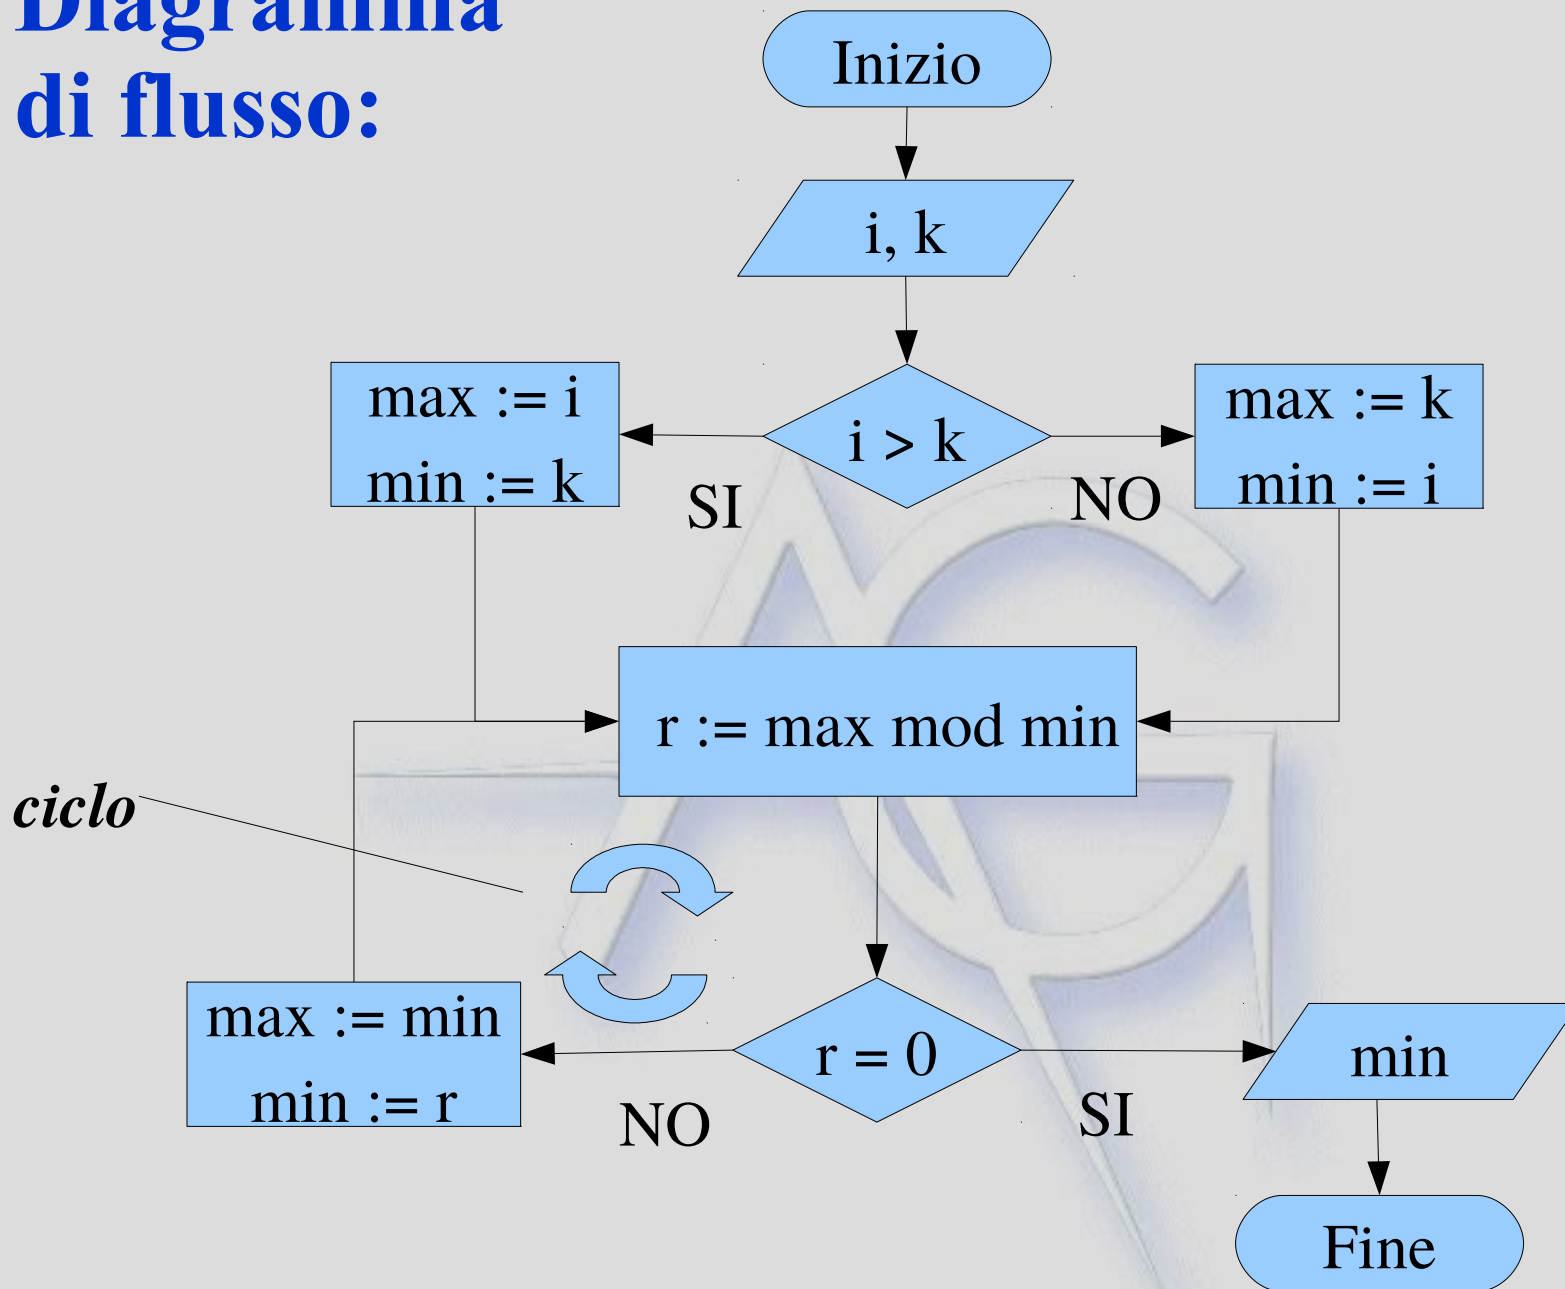 Diagramma
di flusso:
Inizio
i, k
i > k
SI
NO
max := i
min := k
max := k
min := i
r := max mod min
ciclo
r = 0
NO
SI
max := min
min := r
min
Fine